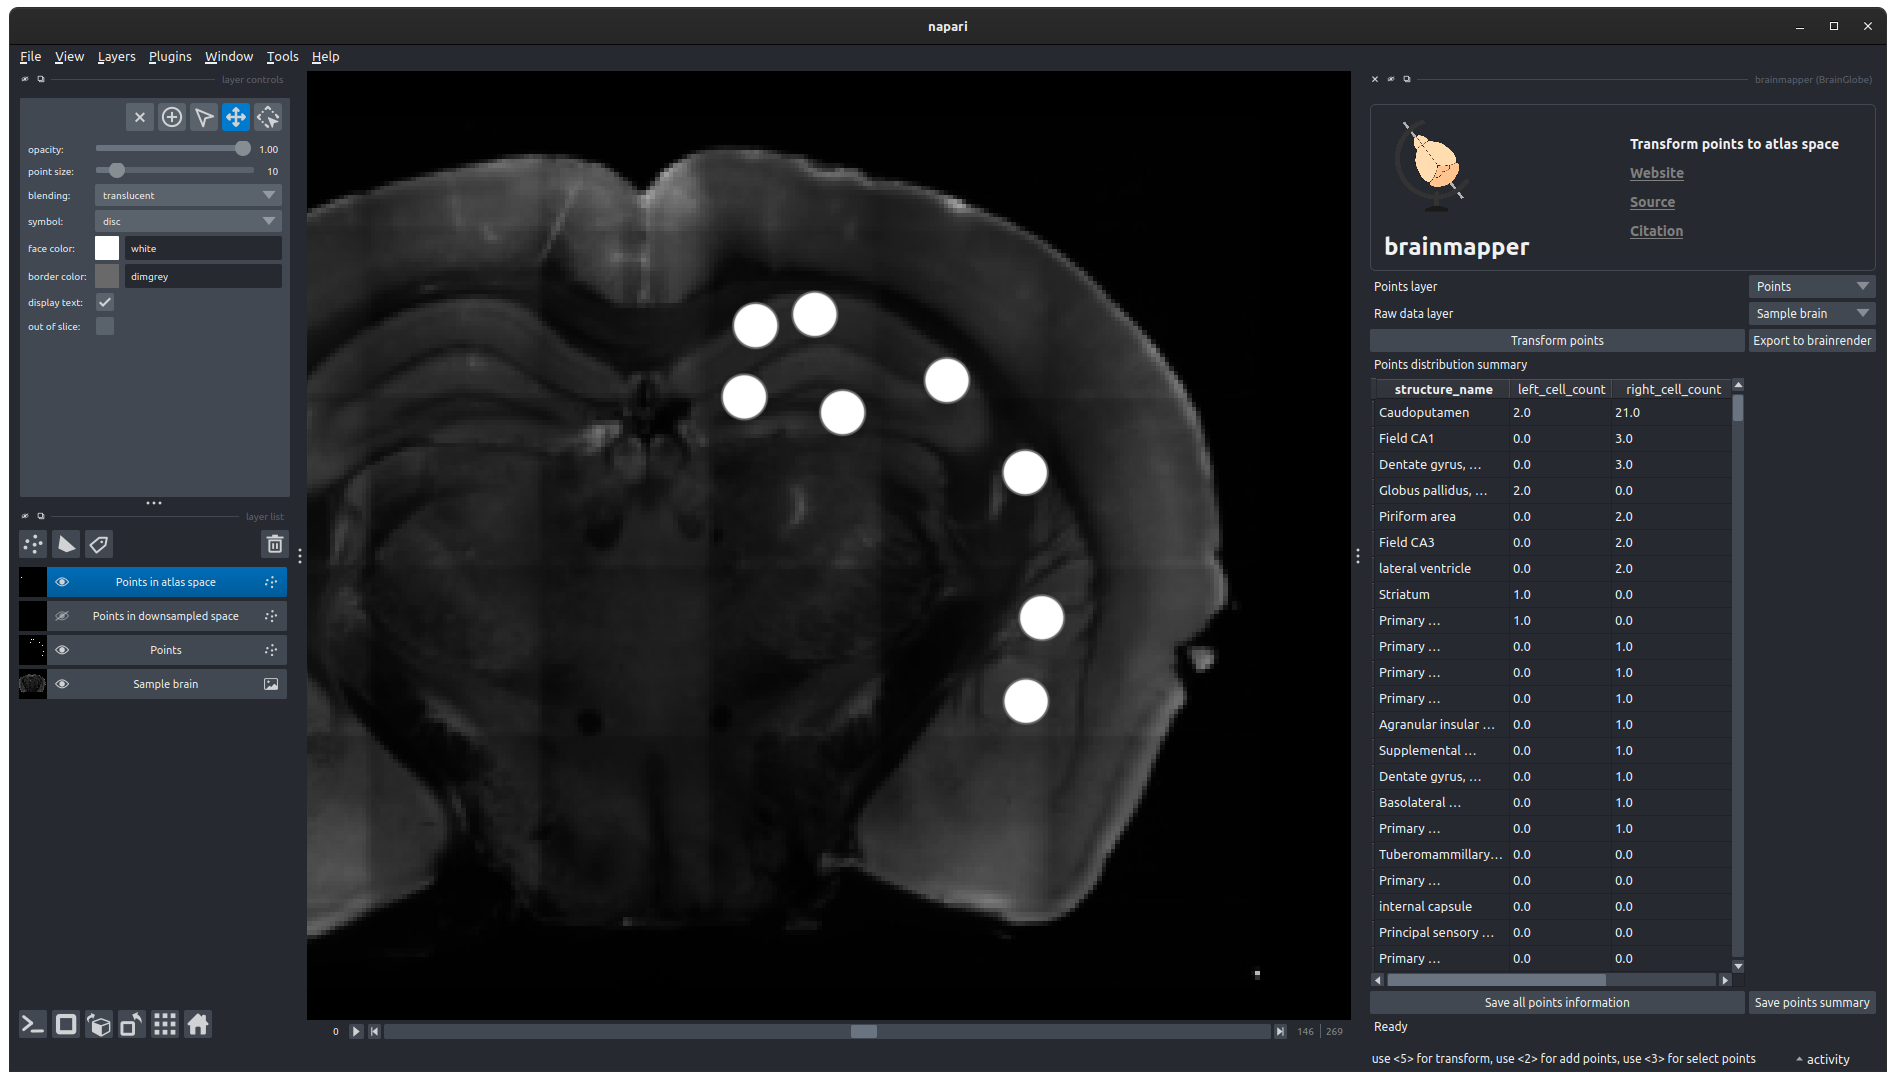 napari
File View Layers Plugins Window Tools Help
layer controls
opacity: 1.00
point size: 10
blending: translucent
symbol: disc
face color: white
border color: dimgrey
display text:
out of slice:
layer list
Points in atlas space
Points in downsampled space
Points
Sample brain
0 146 | 269
brainmapper (BrainGlobe)
brainmapper
Transform points to atlas space
Website
Source
Citation
Points layer Points
Raw data layer Sample brain
Transform points Export to brainrender
Points distribution summary
structure_name left_cell_count right_cell_count
Caudoputamen 2.0 21.0
Field CA1 0.0 3.0
Dentate gyrus, ... 0.0 3.0
Globus pallidus, ... 2.0 0.0
Piriform area 0.0 2.0
Field CA3 0.0 2.0
lateral ventricle 0.0 2.0
Striatum 1.0 0.0
Primary ... 1.0 0.0
Primary ... 0.0 1.0
Primary ... 0.0 1.0
Primary ... 0.0 1.0
Agranular insular ... 0.0 1.0
Supplemental ... 0.0 1.0
Dentate gyrus, ... 0.0 1.0
Basolateral ... 0.0 1.0
Primary ... 0.0 1.0
Tuberomammillary... 0.0 0.0
Primary ... 0.0 0.0
internal capsule 0.0 0.0
Principal sensory ... 0.0 0.0
Primary ... 0.0 0.0
Save all points information Save points summary
Ready
use <5> for transform, use <2> for add points, use <3> for select points activity